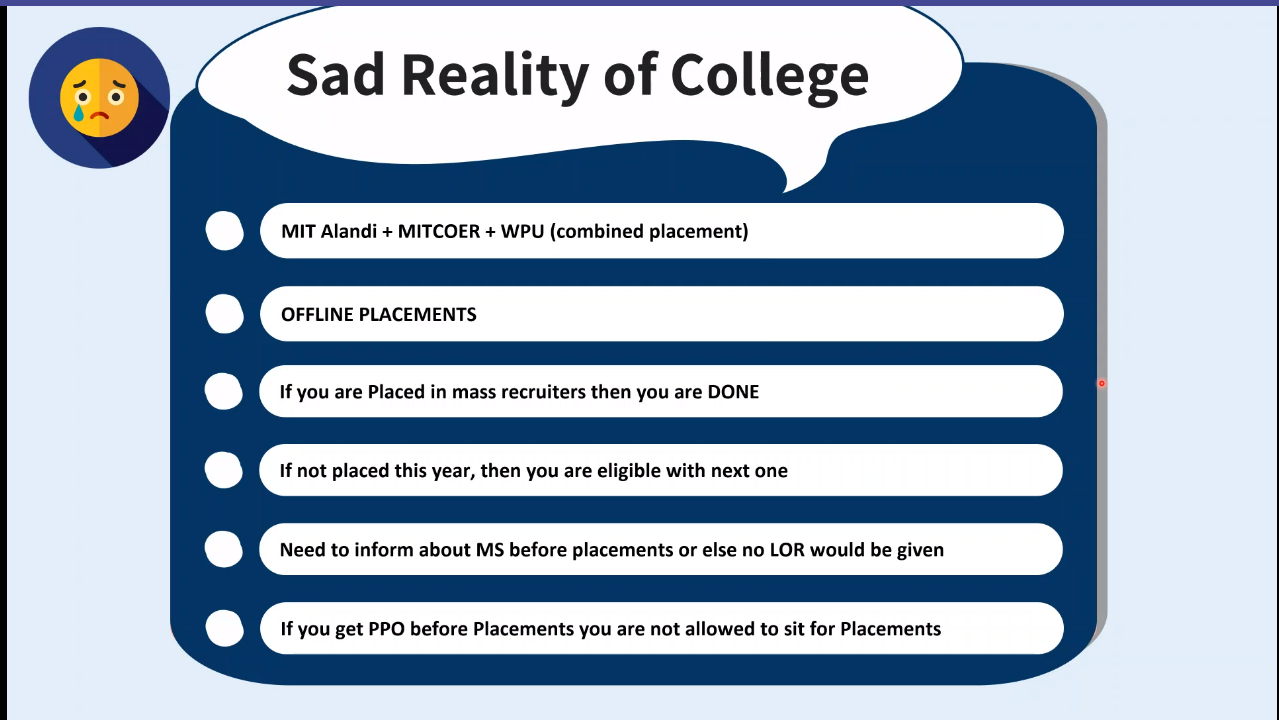 Sad Reality of College
MIT Alandi + MITCOER + WPU (combined placement)
OFFLINE PLACEMENTS
If you are Placed in mass recruiters then you are DONE
If not placed this year, then you are eligible with next one
Need to inform about MS before placements or else no LOR would be given
If you get PPO before Placements you are not allowed to sit for Placements